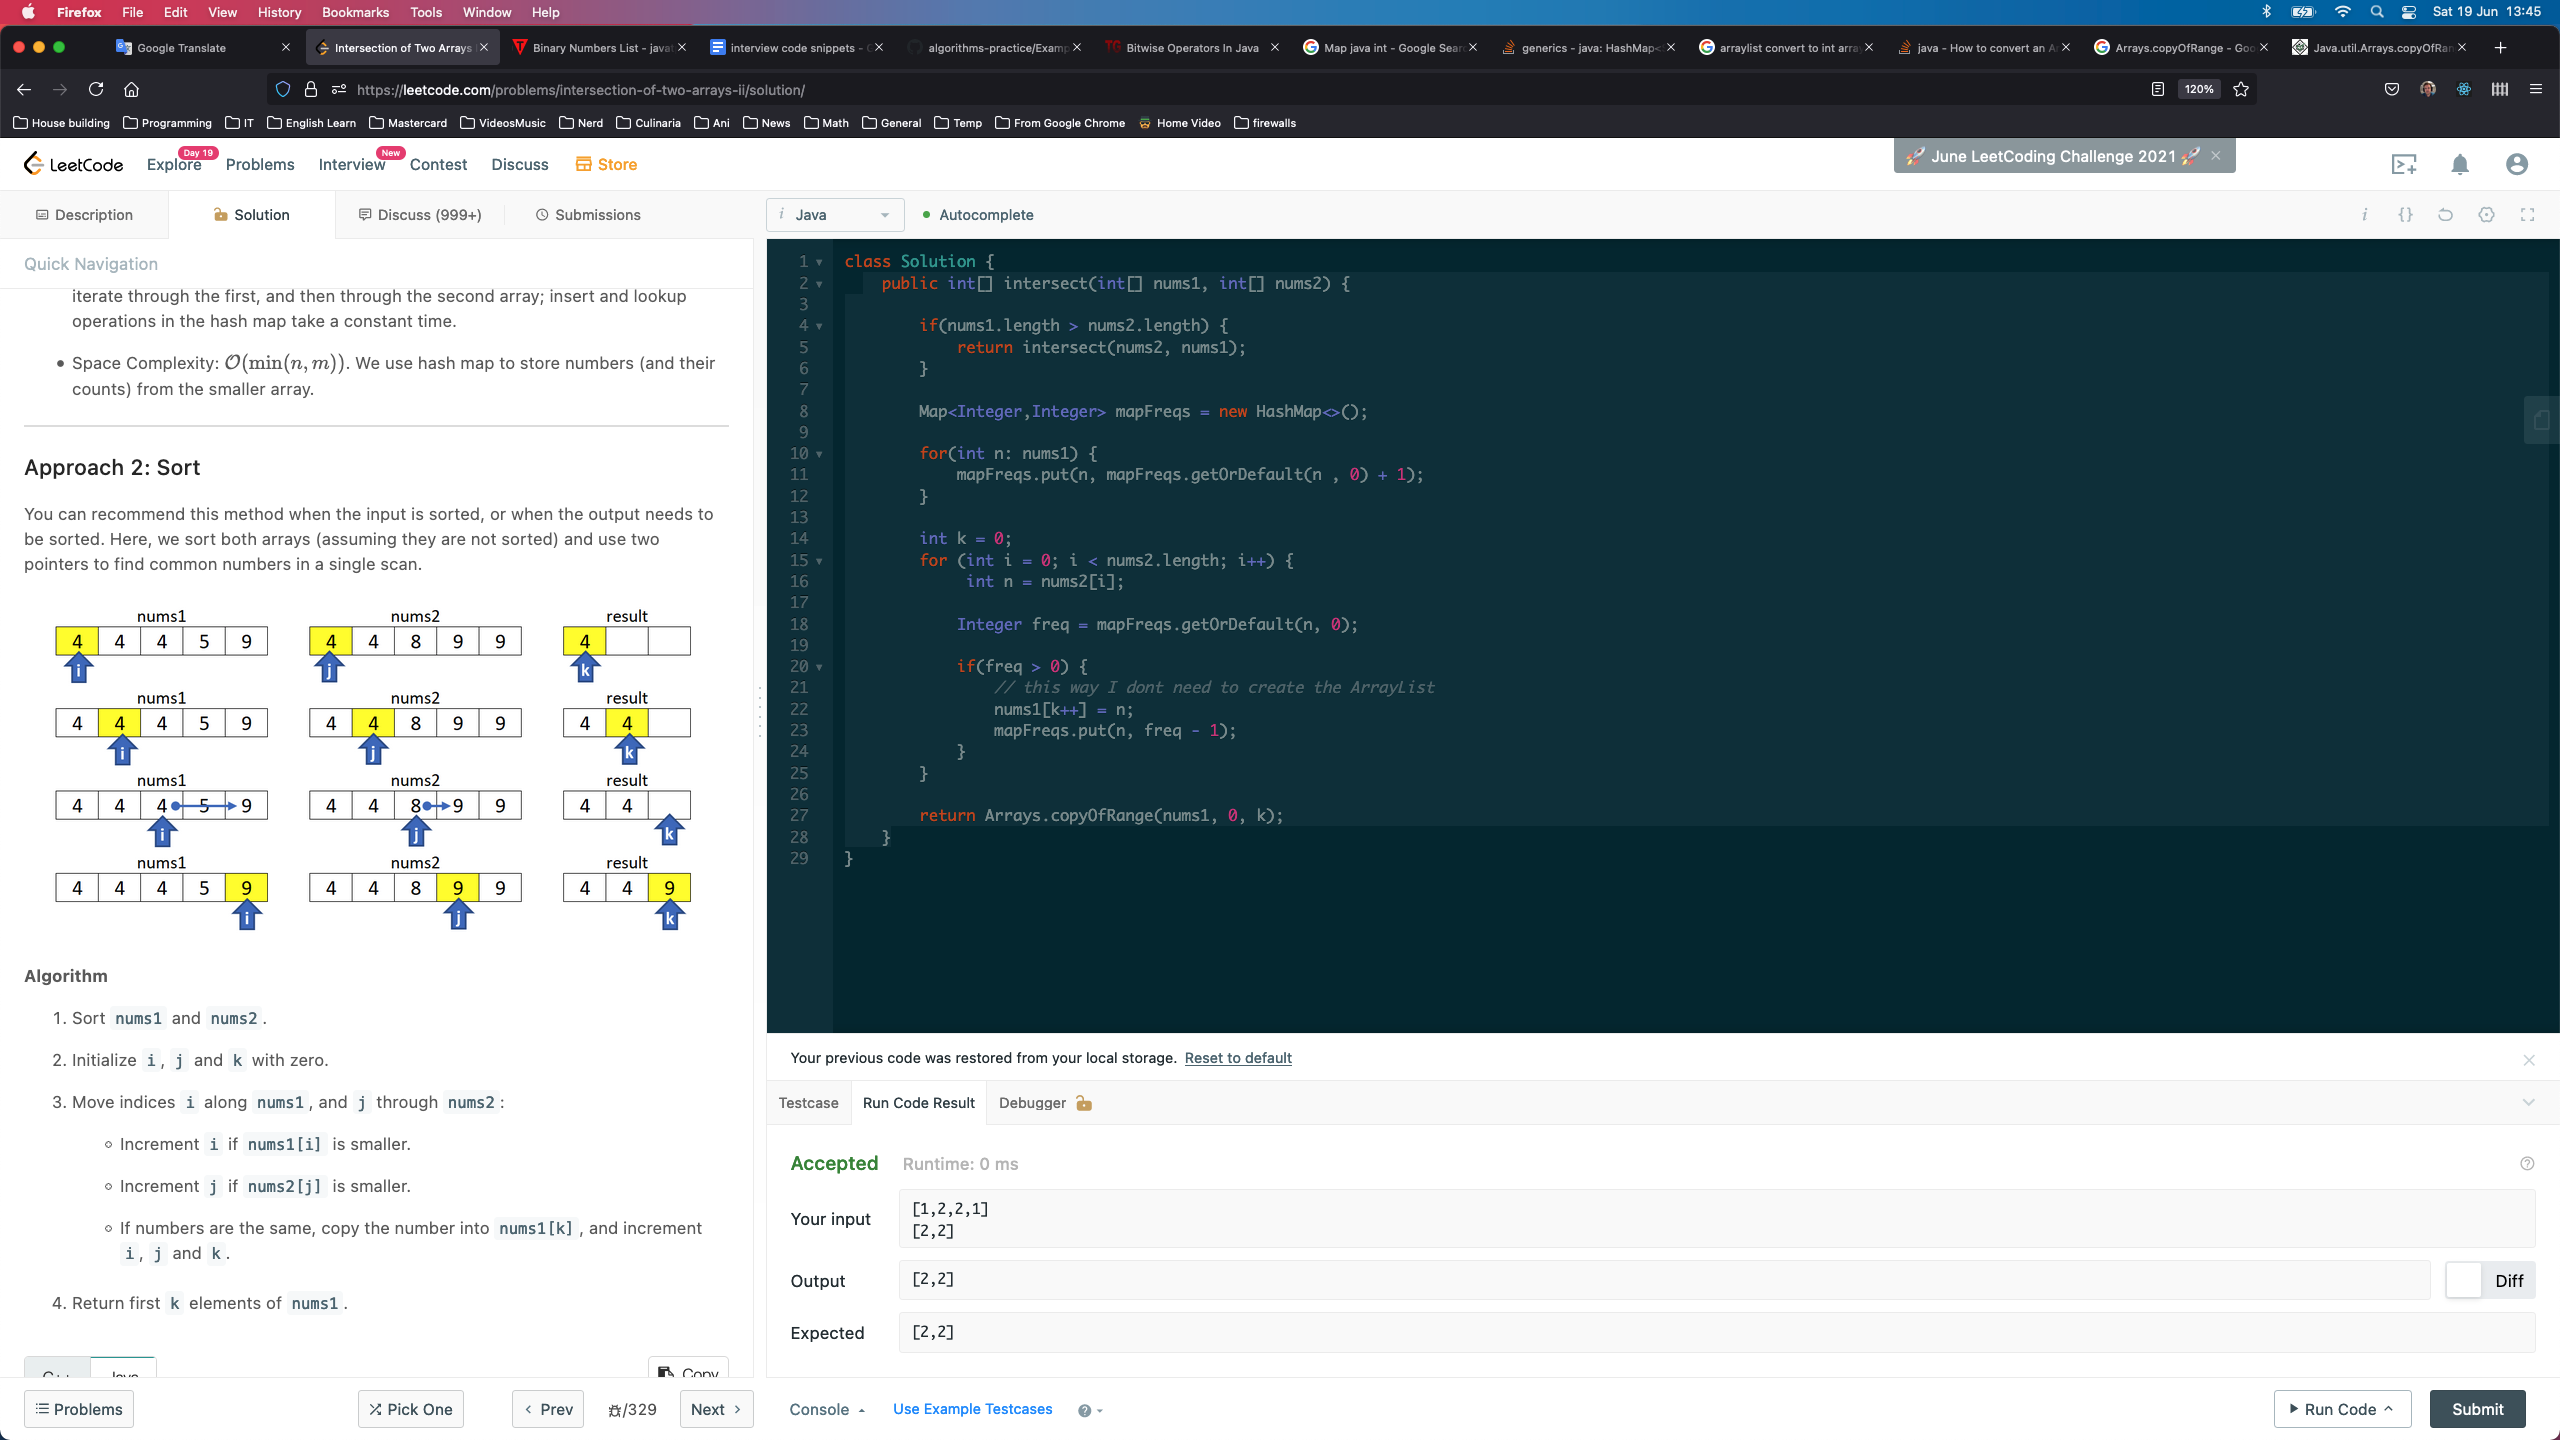 Firefox File Edit View History Bookmarks Tools Window Help
Sat 19 Jun 13:45
Google Translate
Intersection of Two Arrays
Binary Numbers List - java
interview code snippets -
algorithms-practice/Examp
Bitwise Operators In Java
Map java int - Google Sear
generics - java: HashMap<
arraylist convert to int arra
java - How to convert an A
Arrays.copyOfRange - Goo
Java.util.Arrays.copyOfRan
https://leetcode.com/problems/intersection-of-two-arrays-ii/solution/
120%
House building Programming IT English Learn Mastercard VideosMusic Nerd Culinaria Ani News Math General Temp From Google Chrome Home Video firewalls
LeetCode Explore Day 19 Problems Interview New Contest Discuss Store
June LeetCoding Challenge 2021
Description Solution Discuss (999+) Submissions
i Java Autocomplete
i {}
Quick Navigation
iterate through the first, and then through the second array; insert and lookup
operations in the hash map take a constant time.
• Space Complexity: O(min(n, m)). We use hash map to store numbers (and their
counts) from the smaller array.
Approach 2: Sort
You can recommend this method when the input is sorted, or when the output needs to
be sorted. Here, we sort both arrays (assuming they are not sorted) and use two
pointers to find common numbers in a single scan.
nums1 nums2 result
4 4 4 5 9 4 4 8 9 9 4
i j k
nums1 nums2 result
4 4 4 5 9 4 4 8 9 9 4 4
i j k
nums1 nums2 result
4 4 4 5 9 4 4 8 9 9 4 4
i j k
nums1 nums2 result
4 4 4 5 9 4 4 8 9 9 4 4 9
i j k
Algorithm
1. Sort nums1 and nums2 .
2. Initialize i , j and k with zero.
3. Move indices i along nums1 , and j through nums2 :
Increment i if nums1[i] is smaller.
Increment j if nums2[j] is smaller.
If numbers are the same, copy the number into nums1[k] , and increment
i , j and k .
4. Return first k elements of nums1 .
C++ Java Copy
Problems Pick One < Prev /329 Next >
1 class Solution {
2 public int[] intersect(int[] nums1, int[] nums2) {
3
4 if(nums1.length > nums2.length) {
5 return intersect(nums2, nums1);
6 }
7
8 Map<Integer,Integer> mapFreqs = new HashMap<>();
9
10 for(int n: nums1) {
11 mapFreqs.put(n, mapFreqs.getOrDefault(n , 0) + 1);
12 }
13
14 int k = 0;
15 for (int i = 0; i < nums2.length; i++) {
16 int n = nums2[i];
17
18 Integer freq = mapFreqs.getOrDefault(n, 0);
19
20 if(freq > 0) {
21 // this way I dont need to create the ArrayList
22 nums1[k++] = n;
23 mapFreqs.put(n, freq - 1);
24 }
25 }
26
27 return Arrays.copyOfRange(nums1, 0, k);
28 }
29 }
Your previous code was restored from your local storage. Reset to default
Testcase Run Code Result Debugger
Accepted Runtime: 0 ms
Your input
[1,2,2,1]
[2,2]
Output [2,2] Diff
Expected [2,2]
Console Use Example Testcases
Run Code Submit